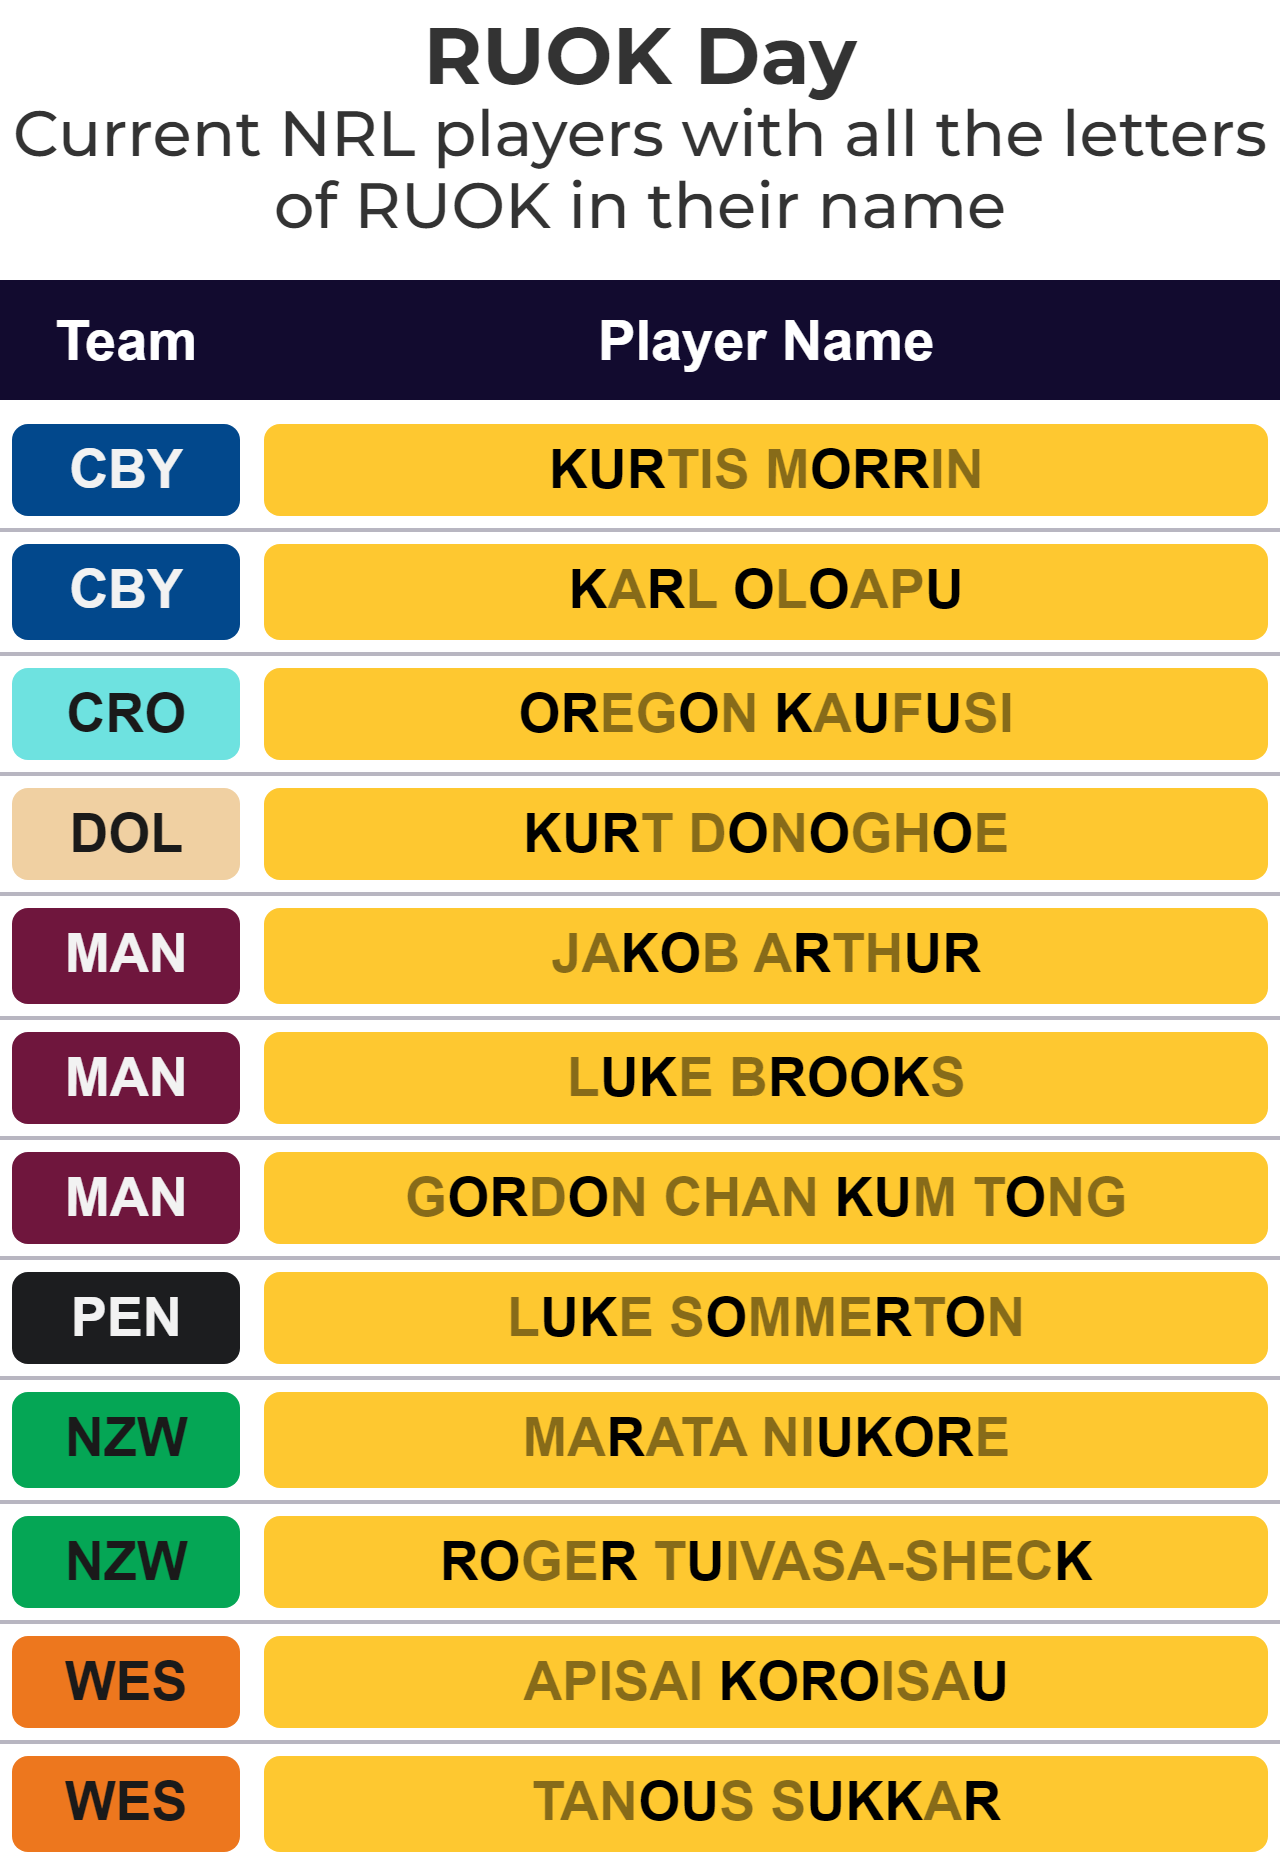 RUOK Day
Current NRL players with all the letters
of RUOK in their name
Team Player Name
CBY KURTIS MORRIN
CBY KARL OLOAPU
CRO OREGON KAUFUSI
DOL KURT DONOGHOE
MAN JAKOB ARTHUR
MAN LUKE BROOKS
MAN GORDON CHAN KUM TONG
PEN LUKE SOMMERTON
NZW MARATA NIUKORE
NZW ROGER TUIVASA-SHECK
WES APISAI KOROISAU
WES TANOUS SUKKAR